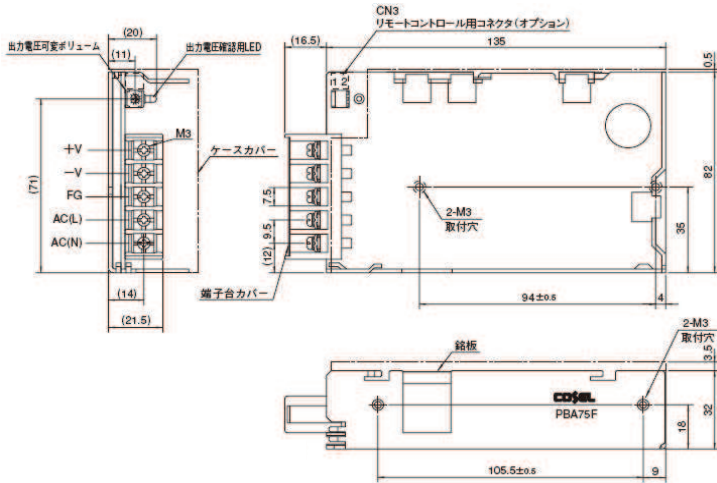 CN3
リモートコントロール用コネクタ(オプション)
(20)
(16.5)
135
0.5
出力電圧可変ボリューム
(11)
出力電圧確認用LED
1 2
M3
+V
ケースカバー
−V
82
(71)
FG
7.5
2-M3
取付穴
AC(L)
9.5
35
AC(N)
(12)
(14)
端子台カバー
94±0.5
4
(21.5)
2-M3
取付穴
銘板
3.5
COSEL
PBA75F
32
18
105.5±0.5
9